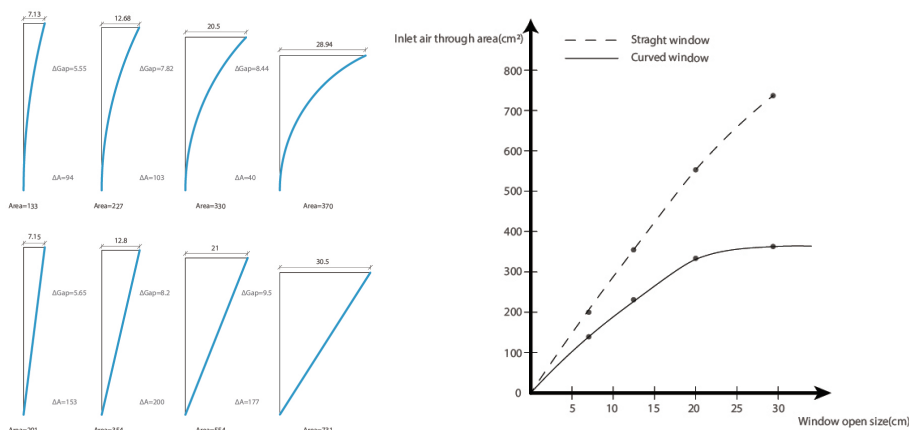 7.13
12.68
20.5
28.94
ΔGap=5.55
ΔGap=7.82
ΔGap=8.44
ΔA=94
ΔA=103
ΔA=40
Area=133
Area=227
Area=330
Area=370
7.15
12.8
21
30.5
ΔGap=5.65
ΔGap=8.2
ΔGap=9.5
ΔA=153
ΔA=200
ΔA=177
Inlet air through area(cm²)
Straght window
Curved window
800
700
600
500
400
300
200
100
0
5
10
15
20
25
30
Window open size(cm)